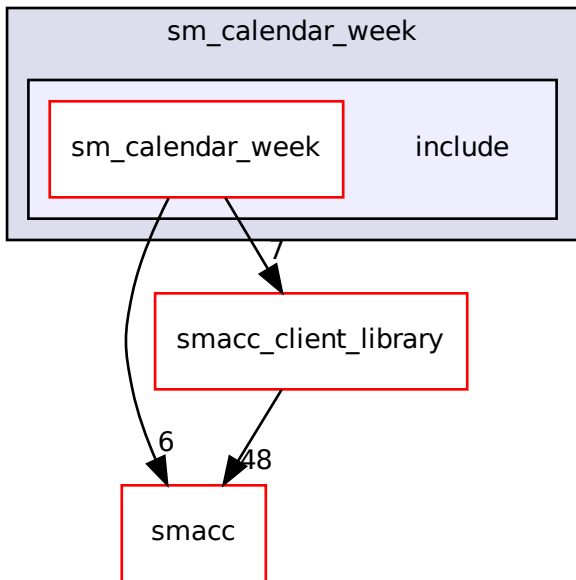 sm_calendar_week
sm_calendar_week
include
7
smacc_client_library
6
48
smacc